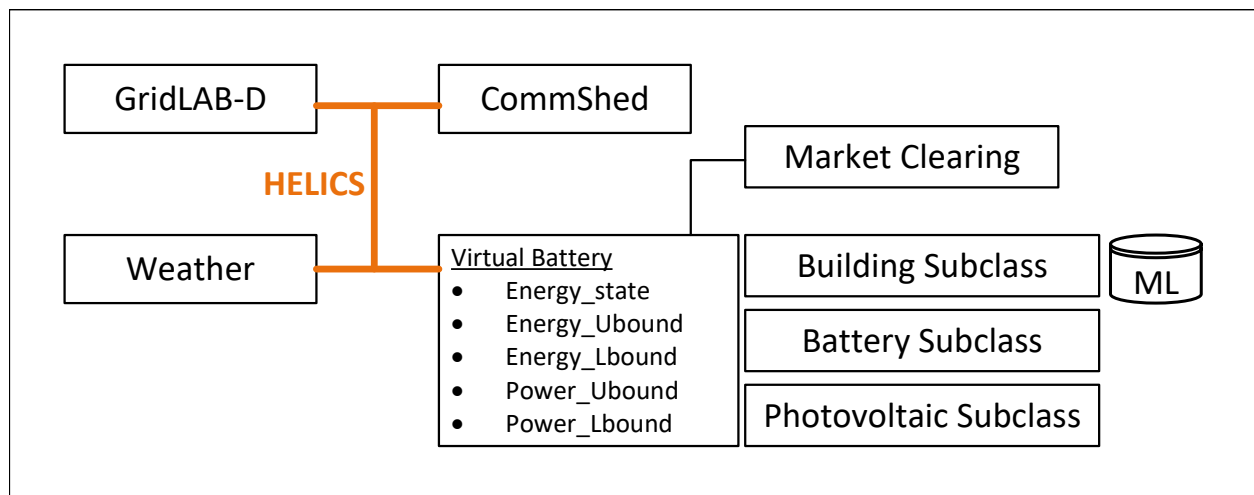 GridLAB-D
CommShed
Market Clearing
HELICS
Weather
Virtual Battery
• Energy_state
• Energy_Ubound
• Energy_Lbound
• Power_Ubound
• Power_Lbound
Building Subclass
ML
Battery Subclass
Photovoltaic Subclass